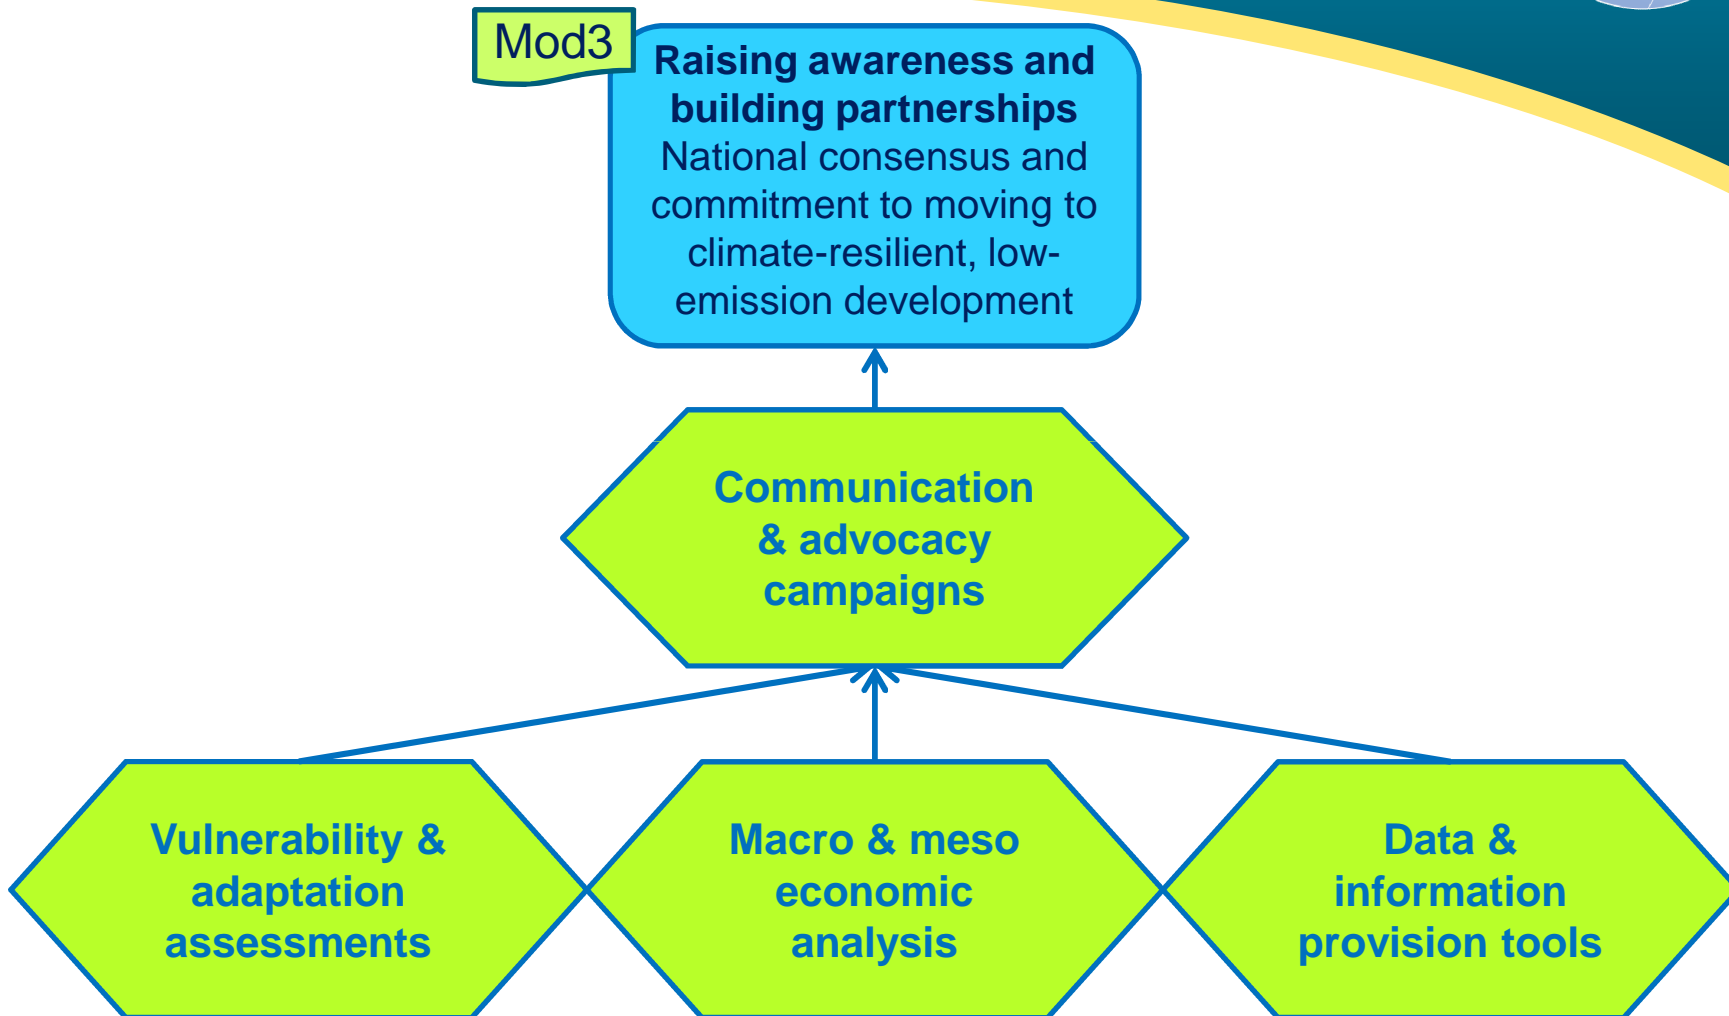 Mod3
Raising awareness and
building partnerships
National consensus and
commitment to moving to
climate-resilient, low-
emission development
Communication
& advocacy
campaigns
Vulnerability &
adaptation
assessments
Macro & meso
economic
analysis
Data &
information
provision tools